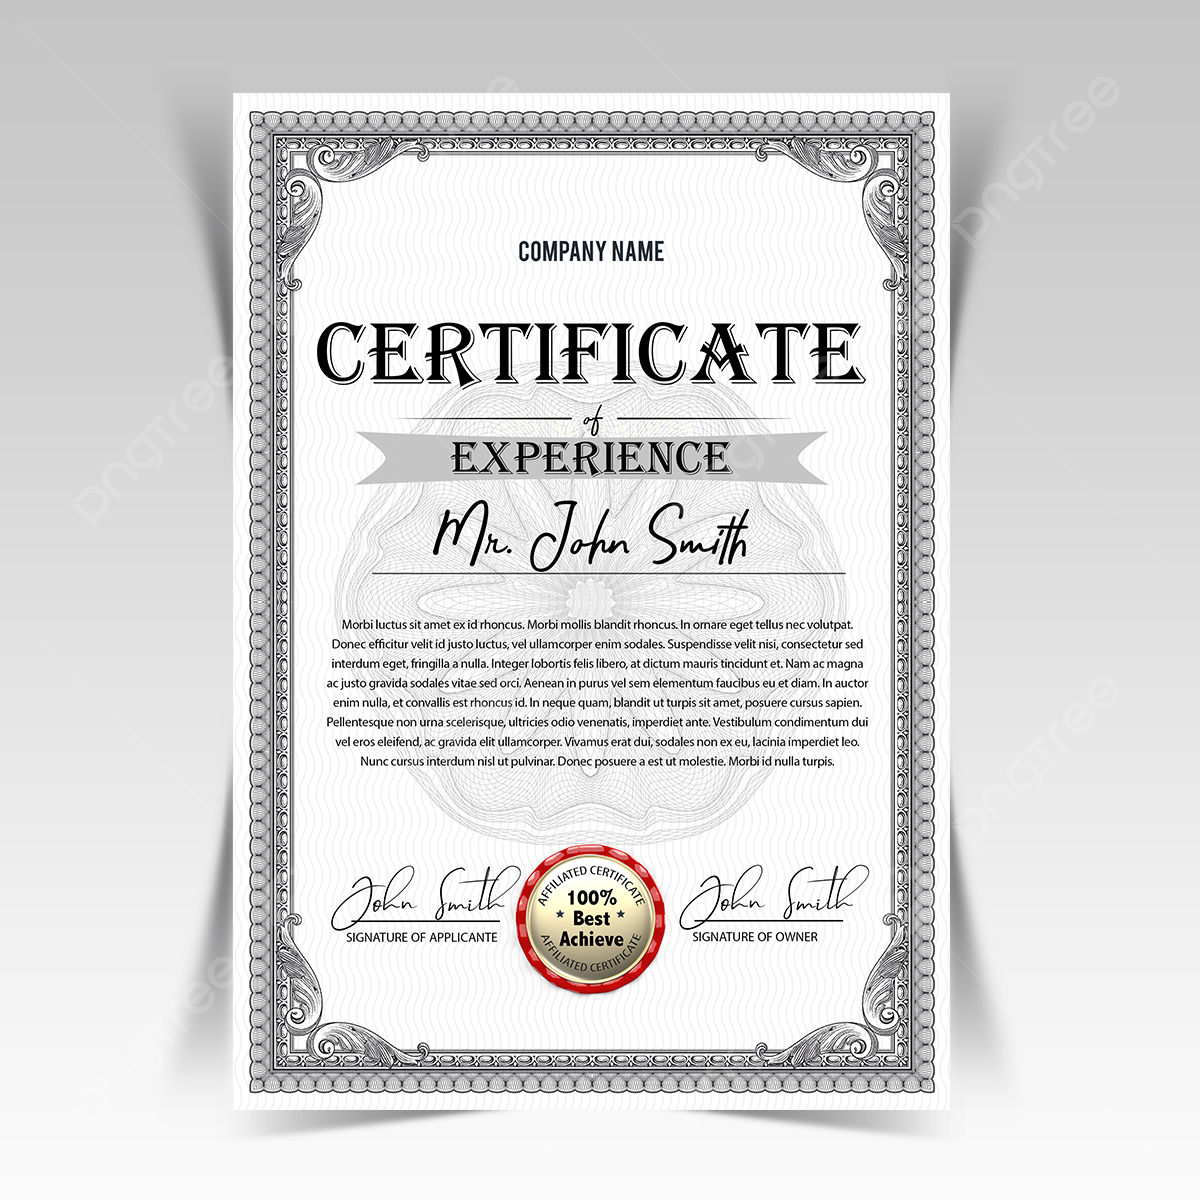 COMPANY NAME
CERTIFICATE
of
EXPERIENCE
Mr. John Smith
Morbi luctus sit amet ex id rhoncus. Morbi mollis blandit rhoncus. In ornare eget tellus nec volutpat.
Donec efficitur velit id justo luctus, vel ullamcorper enim sodales. Suspendisse velit nisi, consectetur sed
interdum eget, fringilla a nulla. Integer lobortis felis libero, at dictum mauris tincidunt et. Nam ac magna
ac justo gravida sodales vitae sed orci. Aenean in purus vel sem elementum faucibus eu et diam. In auctor
enim nulla, et convallis est rhoncus id. In neque quam, blandit ut turpis sit amet, posuere cursus sapien.
Pellentesque non urna scelerisque, ultricies odio venenatis, imperdiet ante. Vestibulum condimentum dui
vel eros eleifend, ac gravida elit ullamcorper. Vivamus erat dui, sodales non ex eu, lacinia imperdiet leo.
Nunc cursus interdum nisl ut pulvinar. Donec posuere a est ut molestie. Morbi id nulla turpis.
John Smith
SIGNATURE OF APPLICANTE
AFFILIATED CERTIFICATE
100%
Best
Achieve
AFFILIATED CERTIFICATE
John Smith
SIGNATURE OF OWNER
pngtree
pngtree
pngtree
pngtree
pngtree
pngtree